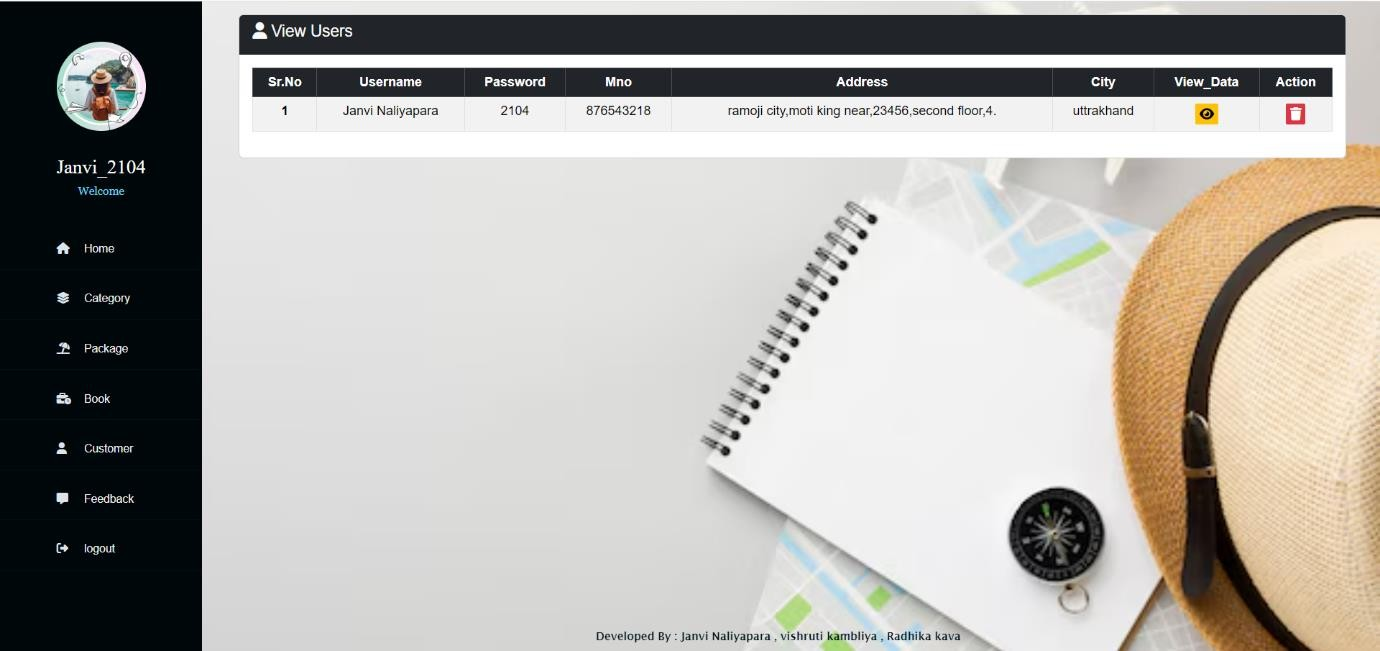 View Users
Sr.No Username Password Mno Address City View_Data Action
1 Janvi Naliyapara 2104 876543218 ramoji city,moti king near,23456,second floor,4. uttrakhand
Janvi_2104
Welcome
Home
Category
Package
Book
Customer
Feedback
logout
Developed By : Janvi Naliyapara , vishruti kambliya , Radhika kava